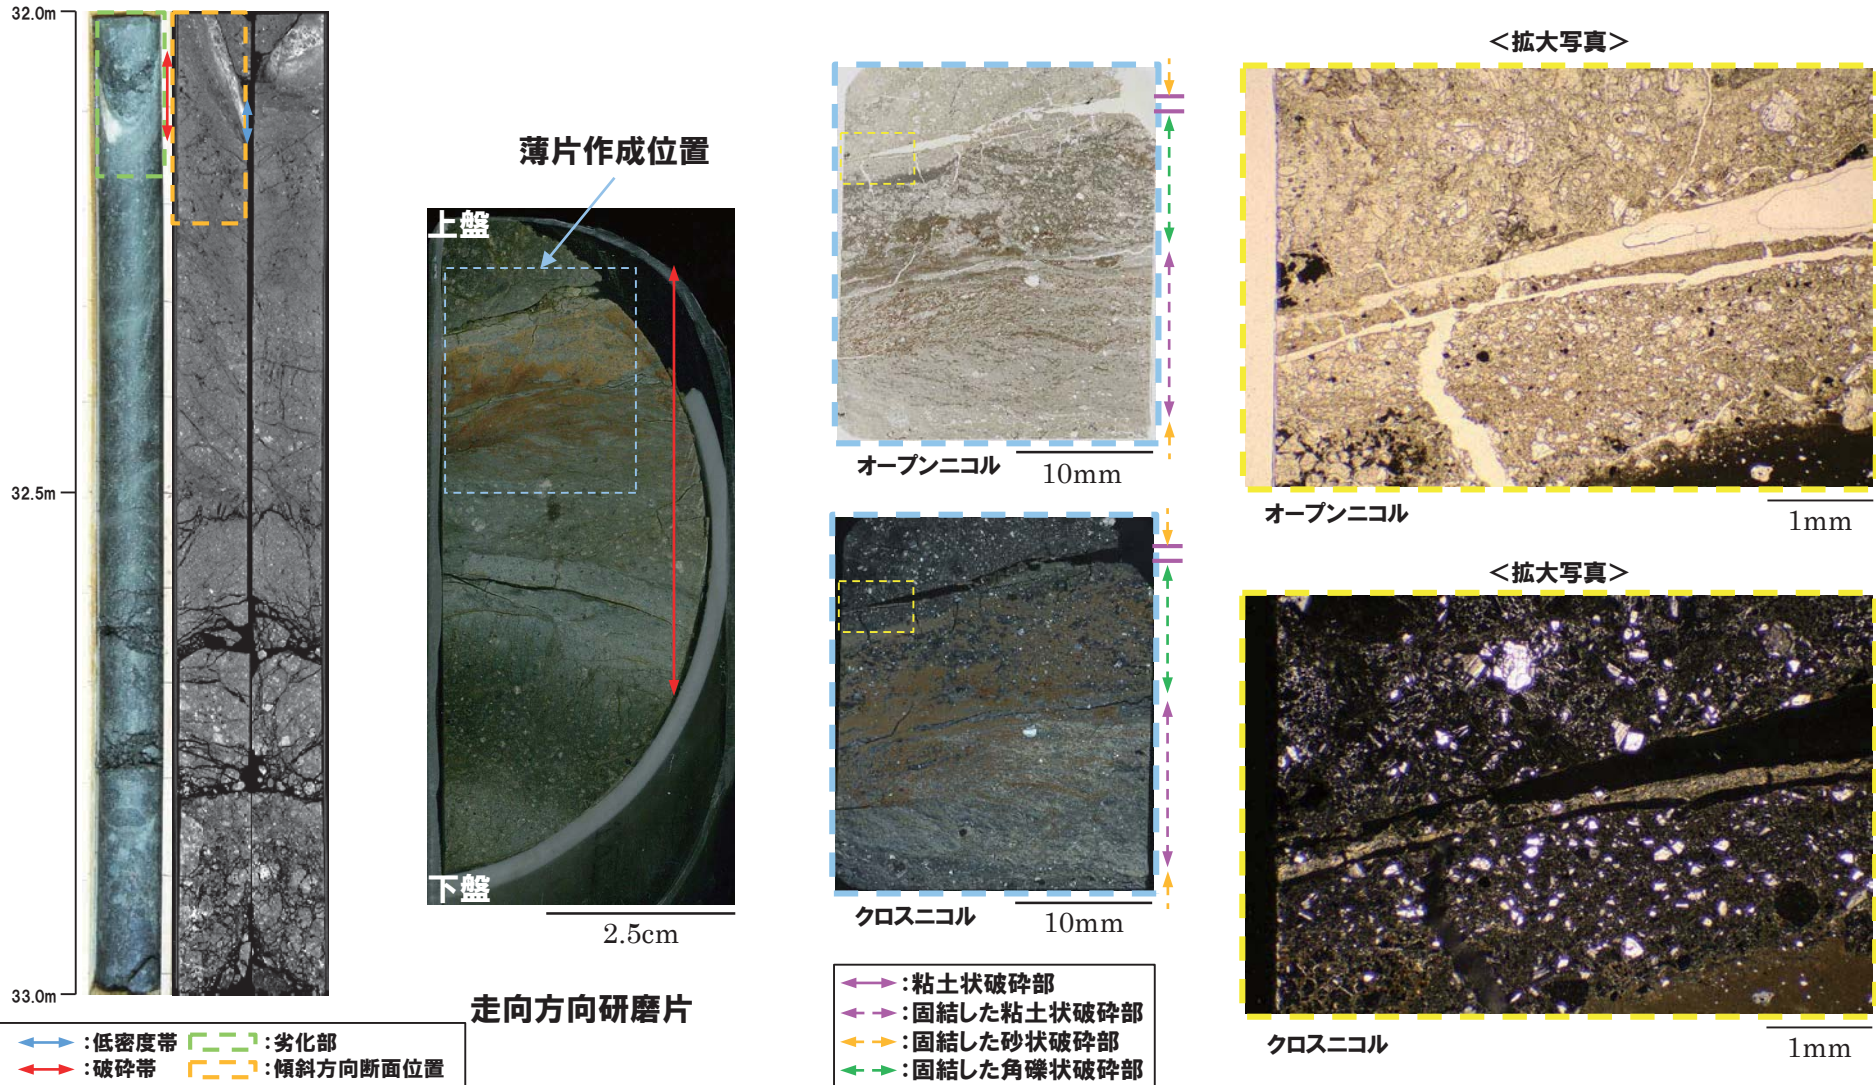 32.0m
32.5m
33.0m
:低密度帯
:劣化部
:破砕帯
:傾斜方向断面位置
薄片作成位置
上盤
下盤
2.5cm
走向方向研磨片
オープンニコル
10mm
クロスニコル
10mm
:粘土状破砕部
:固結した粘土状破砕部
:固結した砂状破砕部
:固結した角礫状破砕部
<拡大写真>
オープンニコル
1mm
<拡大写真>
クロスニコル
1mm